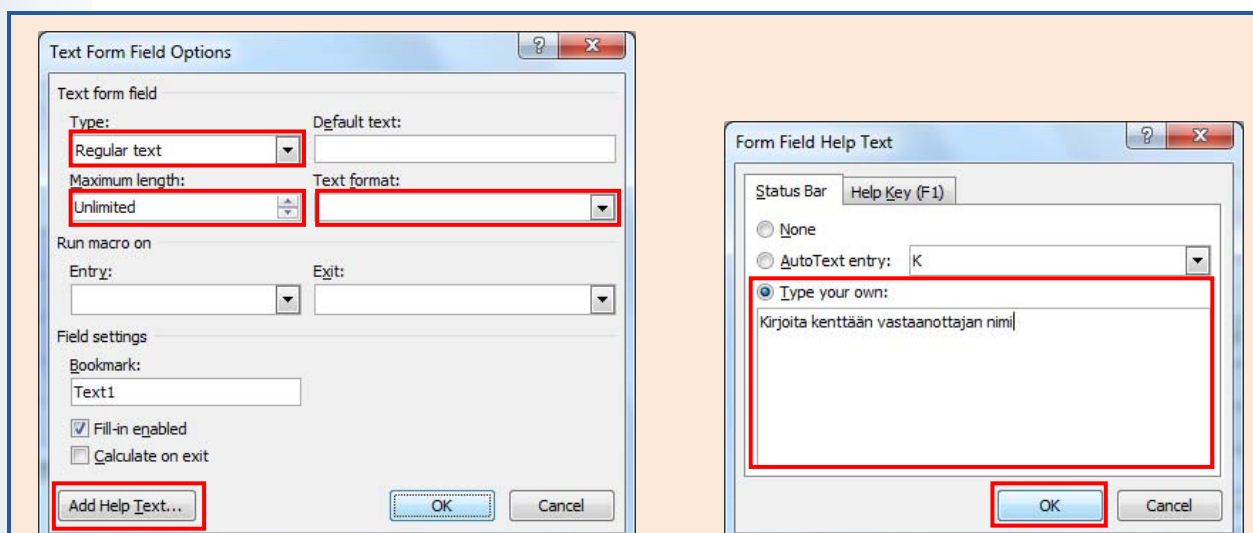 Text Form Field Options
Text form field
Type: Default text:
Regular text
Maximum length: Text format:
Unlimited
Run macro on
Entry: Exit:
Field settings
Bookmark:
Text1
Fill-in enabled
Calculate on exit
Add Help Text... OK Cancel
Form Field Help Text
Status Bar Help Key (F1)
None
AutoText entry: K
Type your own:
Kirjoita kenttään vastaanottajan nimi
OK Cancel